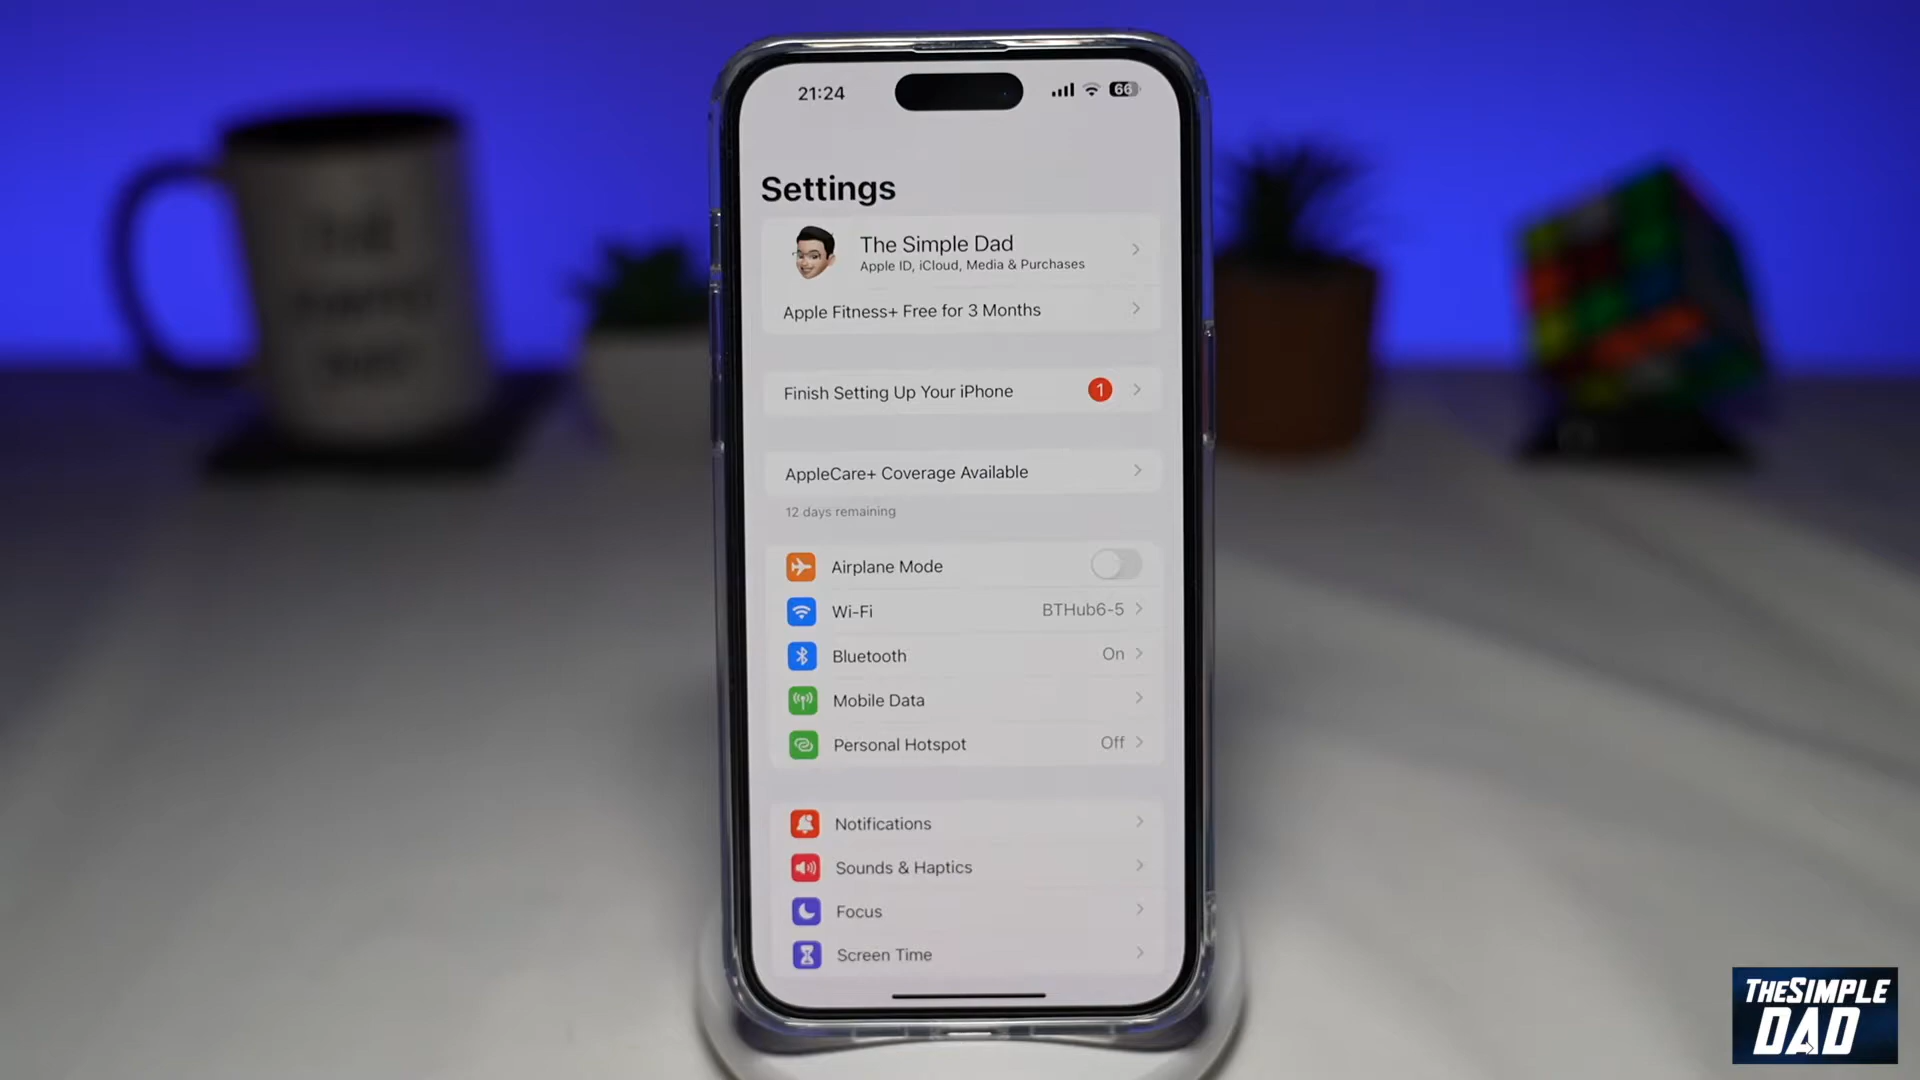 21:24
66
Settings
The Simple Dad
Apple ID, iCloud, Media & Purchases
Apple Fitness+ Free for 3 Months
Finish Setting Up Your iPhone 1
AppleCare+ Coverage Available
12 days remaining
Airplane Mode
Wi-Fi BTHub6-5
Bluetooth On
Mobile Data
Personal Hotspot Off
Notifications
Sounds & Haptics
Focus
Screen Time
THE SIMPLE
DAD